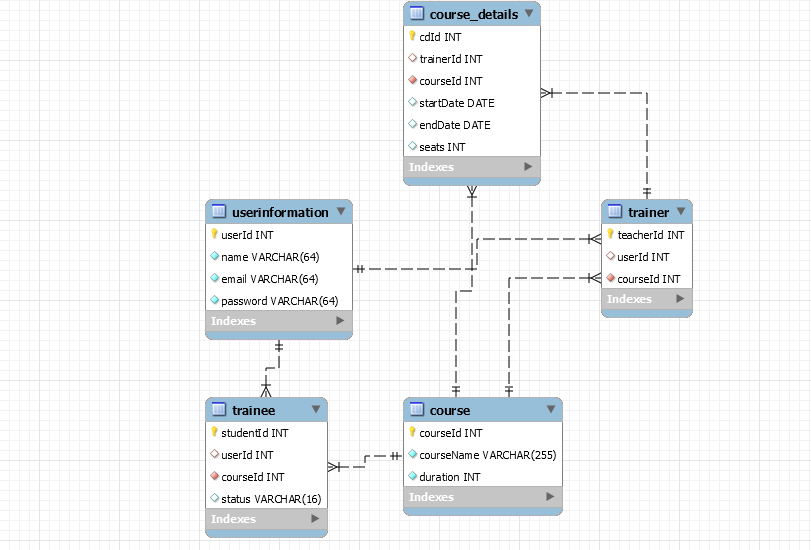 course_details
cdId INT
trainerId INT
courseId INT
startDate DATE
endDate DATE
seats INT
Indexes
userinformation
userId INT
name VARCHAR(64)
email VARCHAR(64)
password VARCHAR(64)
Indexes
trainer
teacherId INT
userId INT
courseId INT
Indexes
trainee
studentId INT
userId INT
courseId INT
status VARCHAR(16)
Indexes
course
courseId INT
courseName VARCHAR(255)
duration INT
Indexes